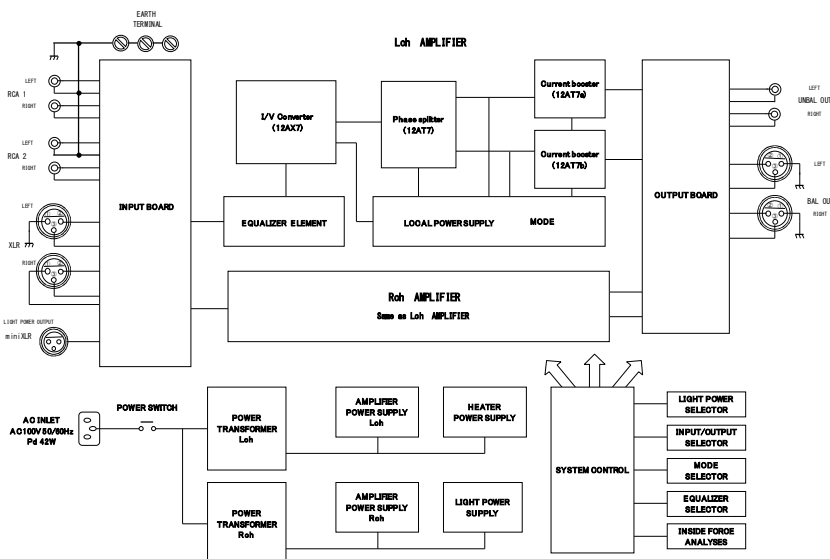 EARTH
TERMINAL
Lch AMPLIFIER
LEFT
RCA 1
RIGHT
LEFT
RCA 2
RIGHT
LEFT
XLR
RIGHT
LIGHT POWER OUTPUT
miniXLR
INPUT BOARD
I/V Converter
(12AX7)
Phase splitter
(12AT7)
Current booster
(12AT7a)
Current booster
(12AT7b)
EQUALIZER ELEMENT
LOCAL POWER SUPPLY MODE
OUTPUT BOARD
LEFT
UNBAL OUT
RIGHT
LEFT
BAL OU
RIGHT
Rch AMPLIFIER
Same as Lch AMPLIFIER
AC INLET
AC100V 50/60Hz
Pd 42W
POWER SWITCH
POWER
TRANSFORMER
Lch
AMPLIFIER
POWER SUPPLY
Lch
HEATER
POWER SUPPLY
POWER
TRANSFORMER
Rch
AMPLIFIER
POWER SUPPLY
Rch
LIGHT POWER
SUPPLY
SYSTEM CONTROL
LIGHT POWER
SELECTOR
INPUT/OUTPUT
SELECTOR
MODE
SELECTOR
EQUALIZER
SELECTOR
INSIDE FORCE
ANALYSES